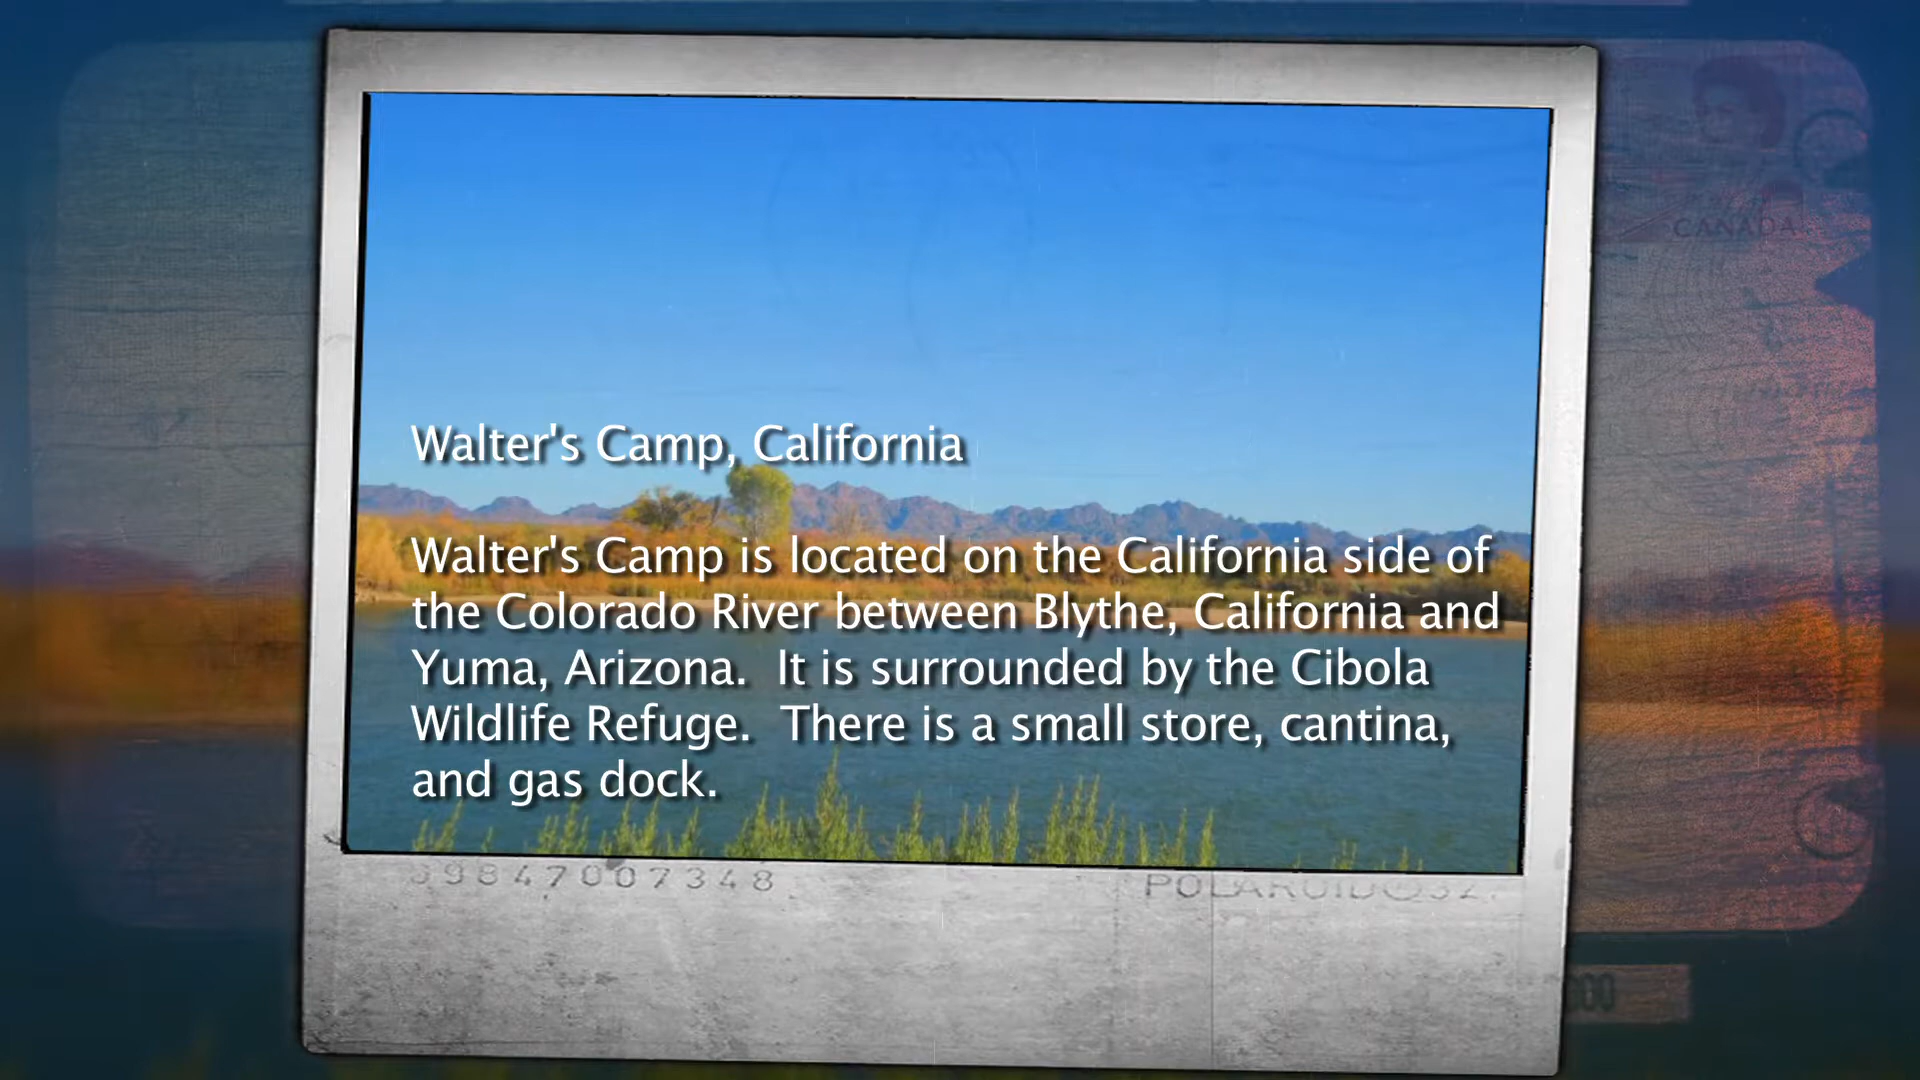 CANADA
Walter's Camp, California
Walter's Camp is located on the California side of
the Colorado River between Blythe, California and
Yuma, Arizona.  It is surrounded by the Cibola
Wildlife Refuge.  There is a small store, cantina,
and gas dock.